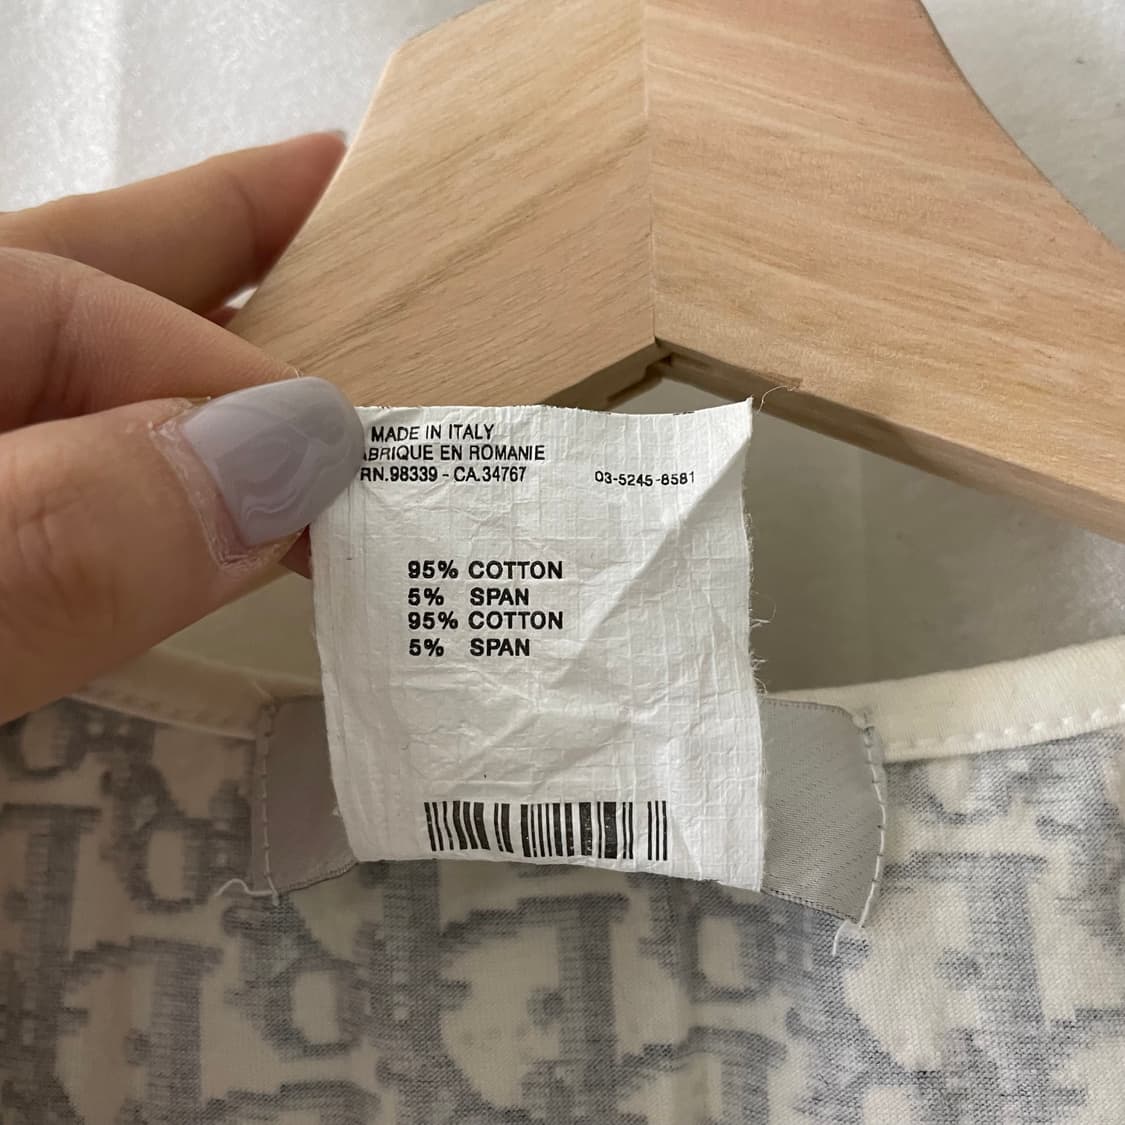 MADE IN ITALY
ABRIQUE EN ROMANIE
RN.98339 - CA.34767 03-5245-8581
95% COTTON
5% SPAN
95% COTTON
5% SPAN